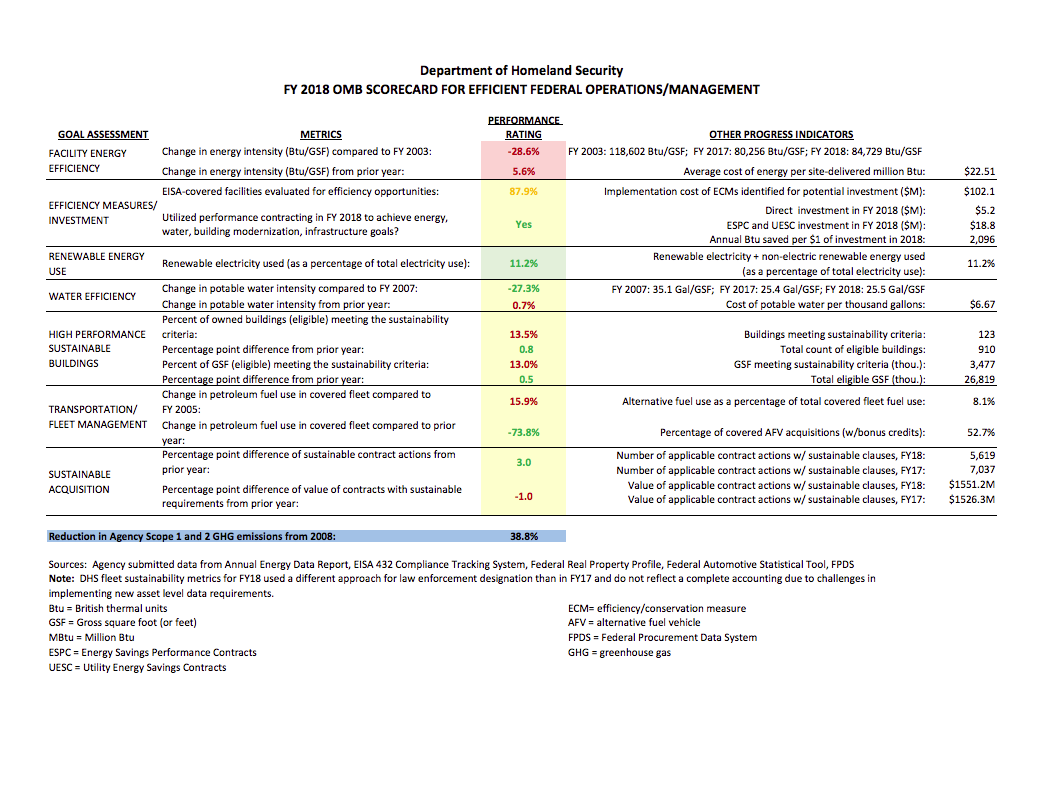 Department of Homeland Security
FY 2018 OMB SCORECARD FOR EFFICIENT FEDERAL OPERATIONS/MANAGEMENT
GOAL ASSESSMENT METRICS PERFORMANCE RATING OTHER PROGRESS INDICATORS
FACILITY ENERGY
EFFICIENCY
Change in energy intensity (Btu/GSF) compared to FY 2003: -28.6% FY 2003: 118,602 Btu/GSF; FY 2017: 80,256 Btu/GSF; FY 2018: 84,729 Btu/GSF
Change in energy intensity (Btu/GSF) from prior year: 5.6% Average cost of energy per site-delivered million Btu: $22.51
EFFICIENCY MEASURES/
INVESTMENT
EISA-covered facilities evaluated for efficiency opportunities: 87.9% Implementation cost of ECMs identified for potential investment ($M): $102.1
Utilized performance contracting in FY 2018 to achieve energy,
water, building modernization, infrastructure goals? Yes
Direct investment in FY 2018 ($M): $5.2
ESPC and UESC investment in FY 2018 ($M): $18.8
Annual Btu saved per $1 of investment in 2018: 2,096
RENEWABLE ENERGY
USE
Renewable electricity used (as a percentage of total electricity use): 11.2%
Renewable electricity + non-electric renewable energy used
(as a percentage of total electricity use): 11.2%
WATER EFFICIENCY
Change in potable water intensity compared to FY 2007: -27.3% FY 2007: 35.1 Gal/GSF; FY 2017: 25.4 Gal/GSF; FY 2018: 25.5 Gal/GSF
Change in potable water intensity from prior year: 0.7% Cost of potable water per thousand gallons: $6.67
HIGH PERFORMANCE
SUSTAINABLE
BUILDINGS
Percent of owned buildings (eligible) meeting the sustainability
criteria: 13.5% Buildings meeting sustainability criteria: 123
Percentage point difference from prior year: 0.8 Total count of eligible buildings: 910
Percent of GSF (eligible) meeting the sustainability criteria: 13.0% GSF meeting sustainability criteria (thou.): 3,477
Percentage point difference from prior year: 0.5 Total eligible GSF (thou.): 26,819
TRANSPORTATION/
FLEET MANAGEMENT
Change in petroleum fuel use in covered fleet compared to
FY 2005: 15.9% Alternative fuel use as a percentage of total covered fleet fuel use: 8.1%
Change in petroleum fuel use in covered fleet compared to prior
year: -73.8% Percentage of covered AFV acquisitions (w/bonus credits): 52.7%
SUSTAINABLE
ACQUISITION
Percentage point difference of sustainable contract actions from
prior year: 3.0
Number of applicable contract actions w/ sustainable clauses, FY18: 5,619
Number of applicable contract actions w/ sustainable clauses, FY17: 7,037
Percentage point difference of value of contracts with sustainable
requirements from prior year: -1.0
Value of applicable contract actions w/ sustainable clauses, FY18: $1551.2M
Value of applicable contract actions w/ sustainable clauses, FY17: $1526.3M
Reduction in Agency Scope 1 and 2 GHG emissions from 2008: 38.8%
Sources: Agency submitted data from Annual Energy Data Report, EISA 432 Compliance Tracking System, Federal Real Property Profile, Federal Automotive Statistical Tool, FPDS
Note: DHS fleet sustainability metrics for FY18 used a different approach for law enforcement designation than in FY17 and do not reflect a complete accounting due to challenges in
implementing new asset level data requirements.
Btu = British thermal units ECM= efficiency/conservation measure
GSF = Gross square foot (or feet) AFV = alternative fuel vehicle
MBtu = Million Btu FPDS = Federal Procurement Data System
ESPC = Energy Savings Performance Contracts GHG = greenhouse gas
UESC = Utility Energy Savings Contracts